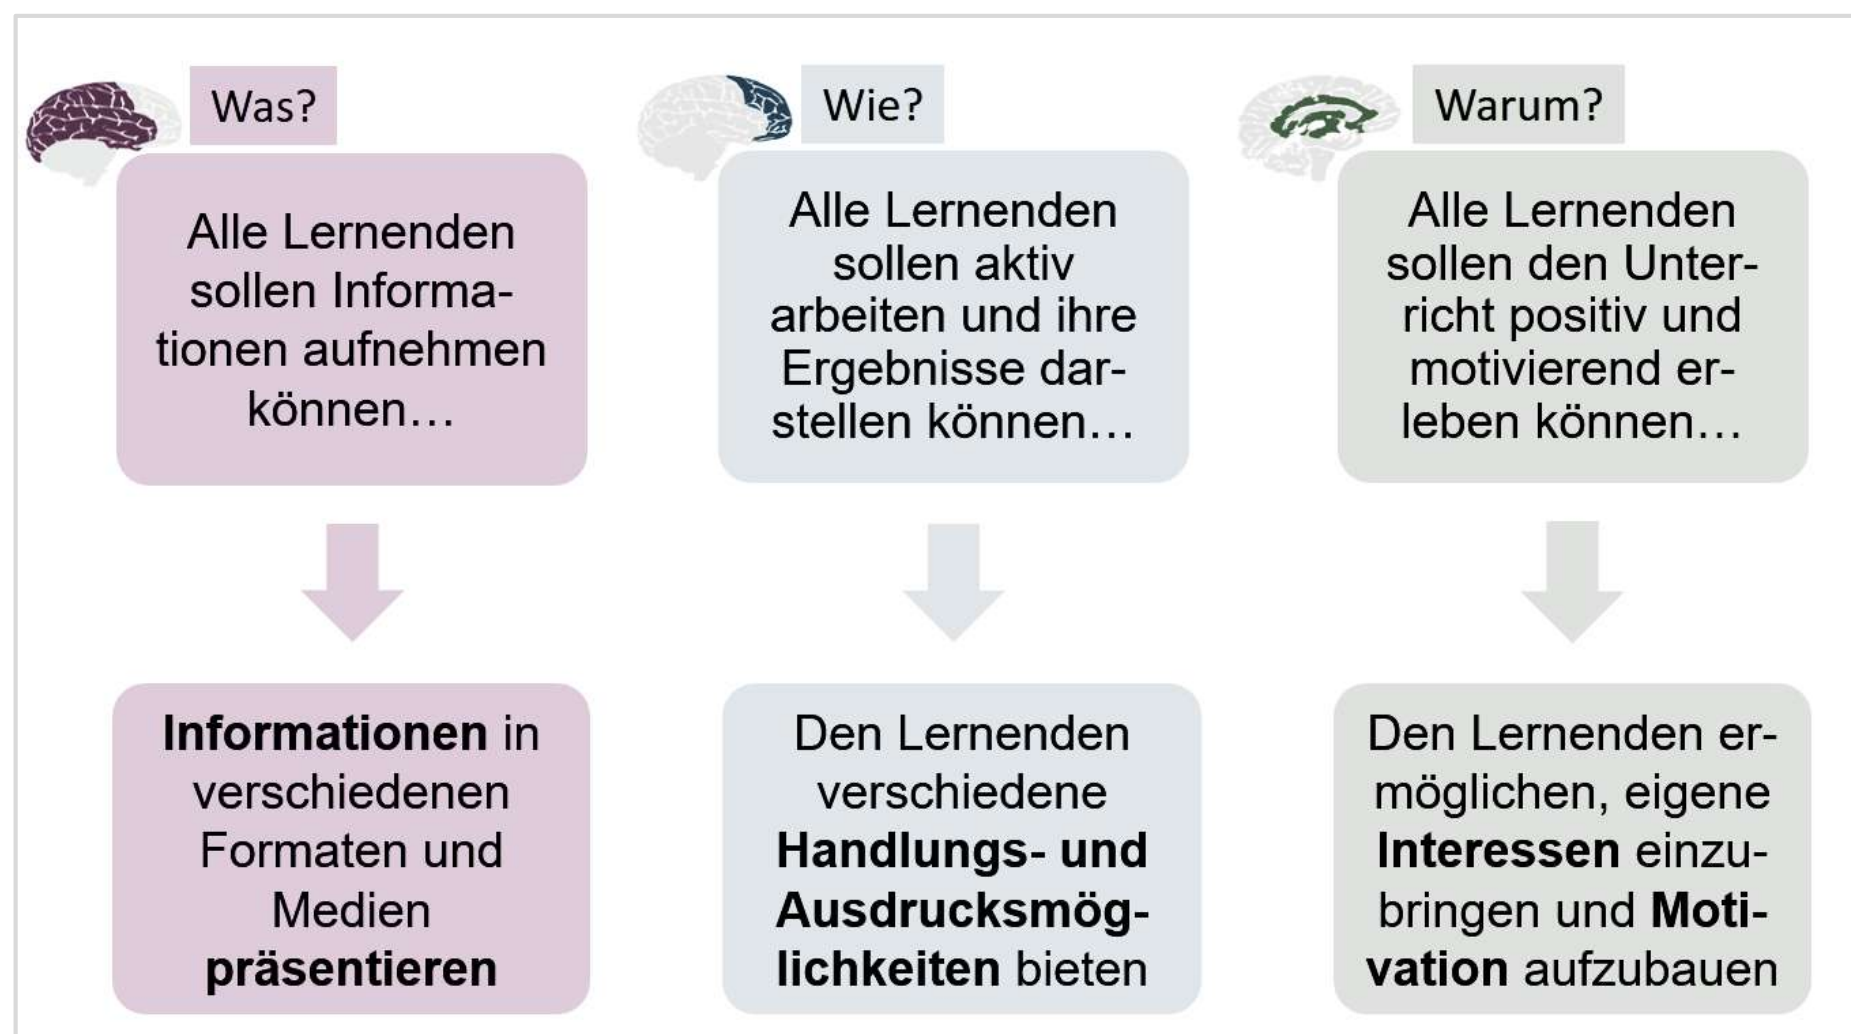 Was?
Alle Lernenden
sollen Informa-
tionen aufnehmen
können…
Informationen in
verschiedenen
Formaten und
Medien
präsentieren
Wie?
Alle Lernenden
sollen aktiv
arbeiten und ihre
Ergebnisse dar-
stellen können…
Den Lernenden
verschiedene
Handlungs- und
Ausdrucksmög-
lichkeiten bieten
Warum?
Alle Lernenden
sollen den Unter-
richt positiv und
motivierend er-
leben können…
Den Lernenden er-
möglichen, eigene
Interessen einzu-
bringen und Moti-
vation aufzubauen